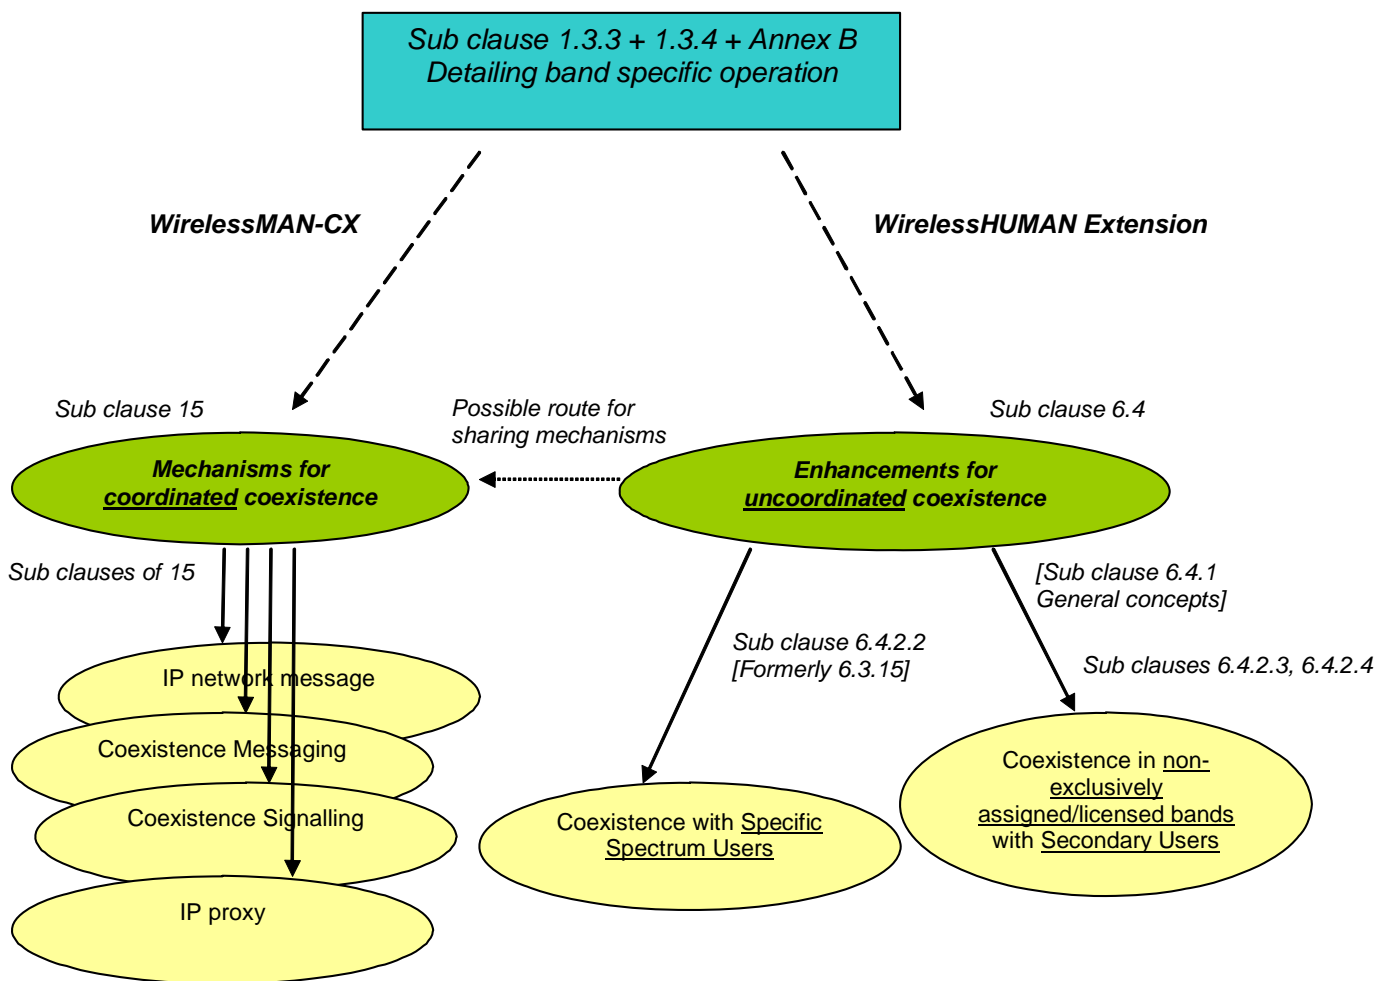 Sub clause 1.3.3 + 1.3.4 + Annex B
Detailing band specific operation
WirelessMAN-CX
WirelessHUMAN Extension
Sub clause 15
Possible route for
sharing mechanisms
Sub clause 6.4
Mechanisms for
coordinated coexistence
Enhancements for
uncoordinated coexistence
Sub clauses of 15
[Sub clause 6.4.1
General concepts]
Sub clause 6.4.2.2
[Formerly 6.3.15]
Sub clauses 6.4.2.3, 6.4.2.4
IP network message
Coexistence Messaging
Coexistence Signalling
IP proxy
Coexistence with Specific
Spectrum Users
Coexistence in non-
exclusively
assigned/licensed bands
with Secondary Users